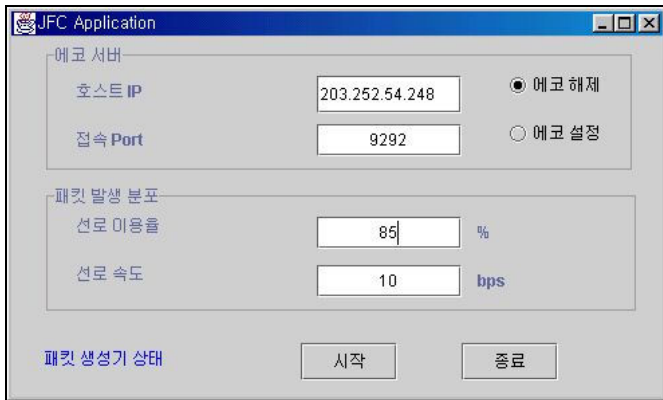 JFC Application
에코 서버
호스트 IP 203.252.54.248 에코 해제
접속 Port 9292 에코 설정
패킷 발생 분포
선로 이용율 85 %
선로 속도 10 bps
패킷 생성기 상태 시작 종료